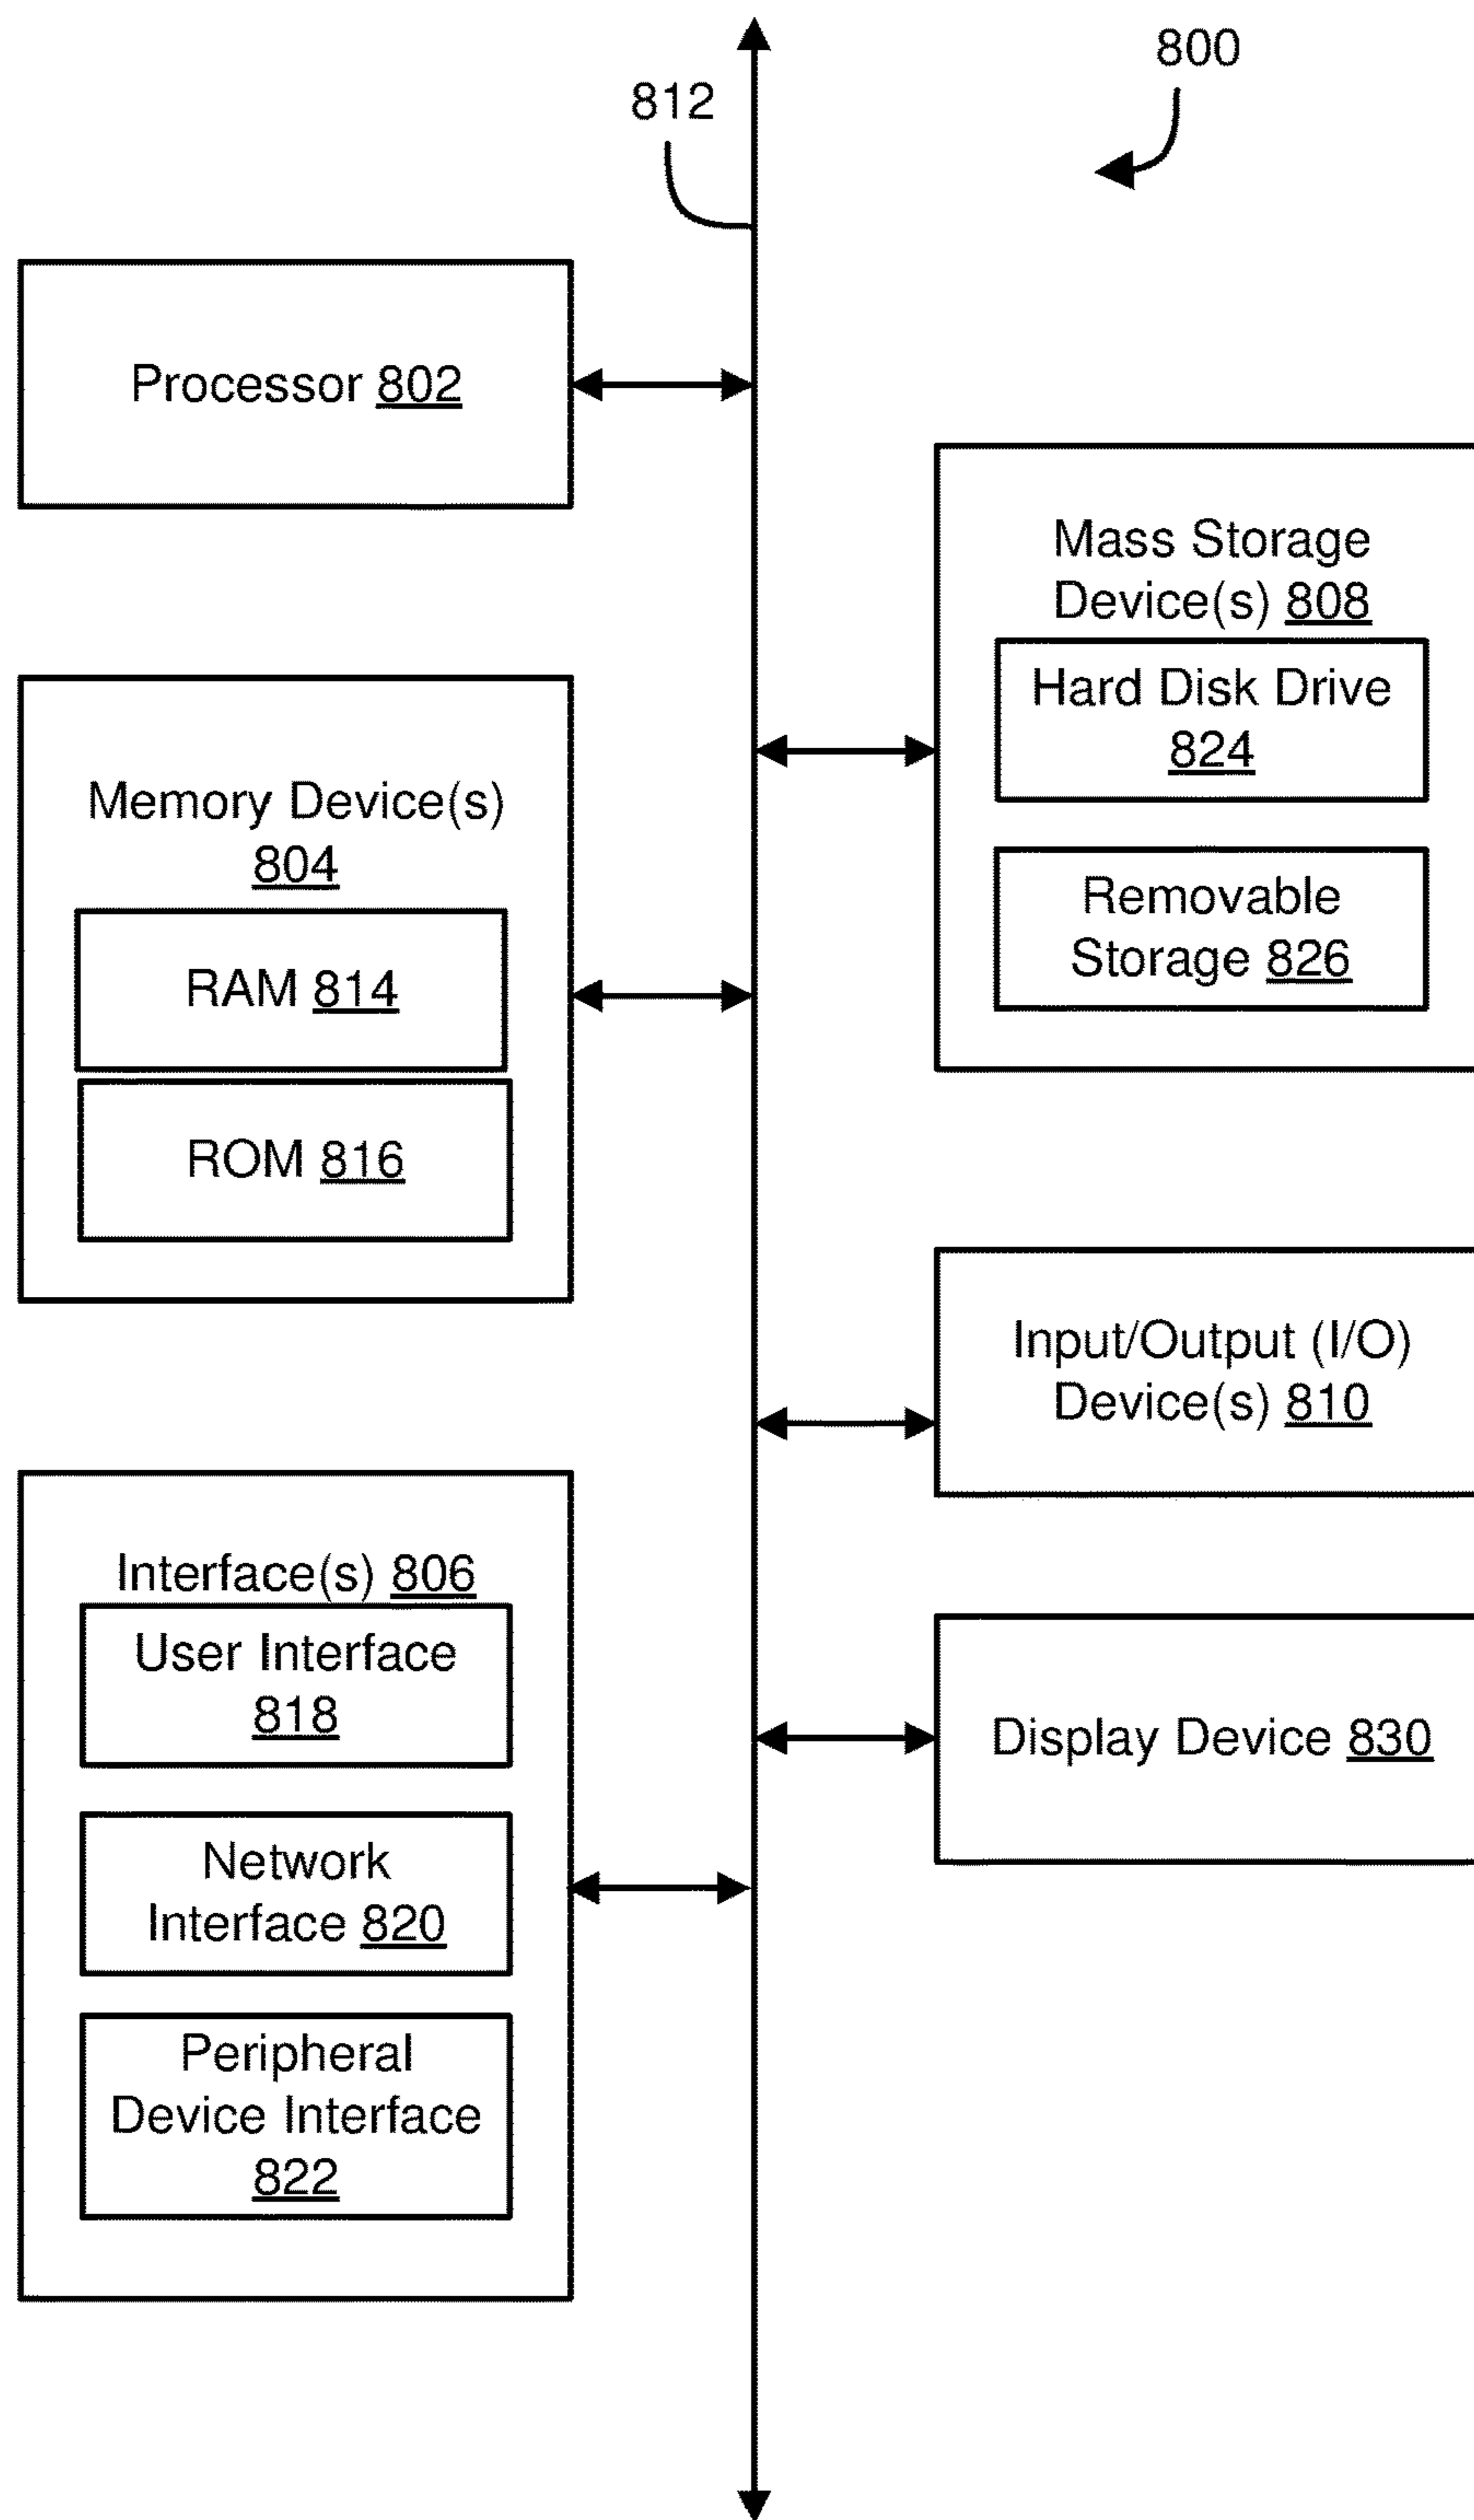 800
812
Processor 802
Mass Storage
Device(s) 808
Hard Disk Drive
824
Removable
Storage 826
Memory Device(s)
804
RAM 814
ROM 816
Input/Output (I/O)
Device(s) 810
Interface(s) 806
User Interface
818
Network
Interface 820
Peripheral
Device Interface
822
Display Device 830